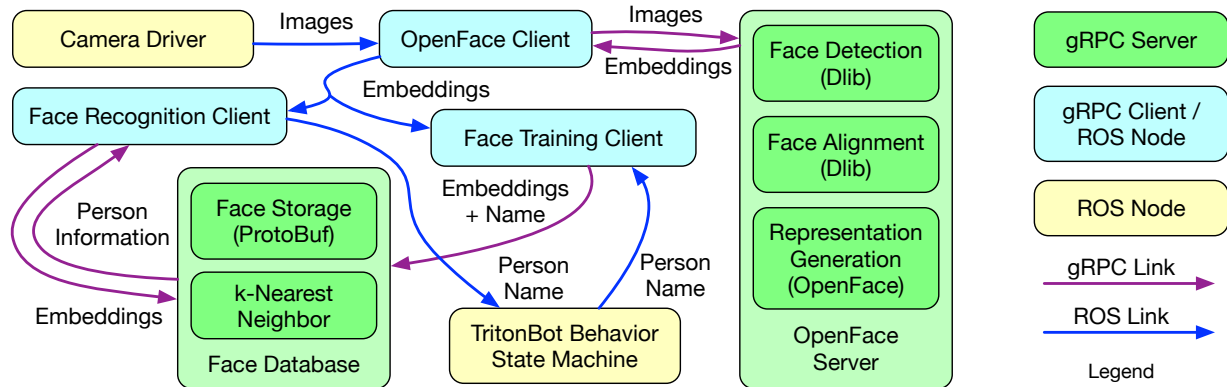 Camera Driver
Images
OpenFace Client
Images
Embeddings
Face Detection
(Dlib)
gRPC Server
Embeddings
Face Recognition Client
Face Training Client
Face Alignment
(Dlib)
gRPC Client /
ROS Node
Person
Information
Face Storage
(ProtoBuf)
Embeddings
+ Name
Representation
Generation
(OpenFace)
ROS Node
Embeddings
k-Nearest
Neighbor
Face Database
Person
Name
Person
Name
TritonBot Behavior
State Machine
OpenFace
Server
gRPC Link
ROS Link
Legend